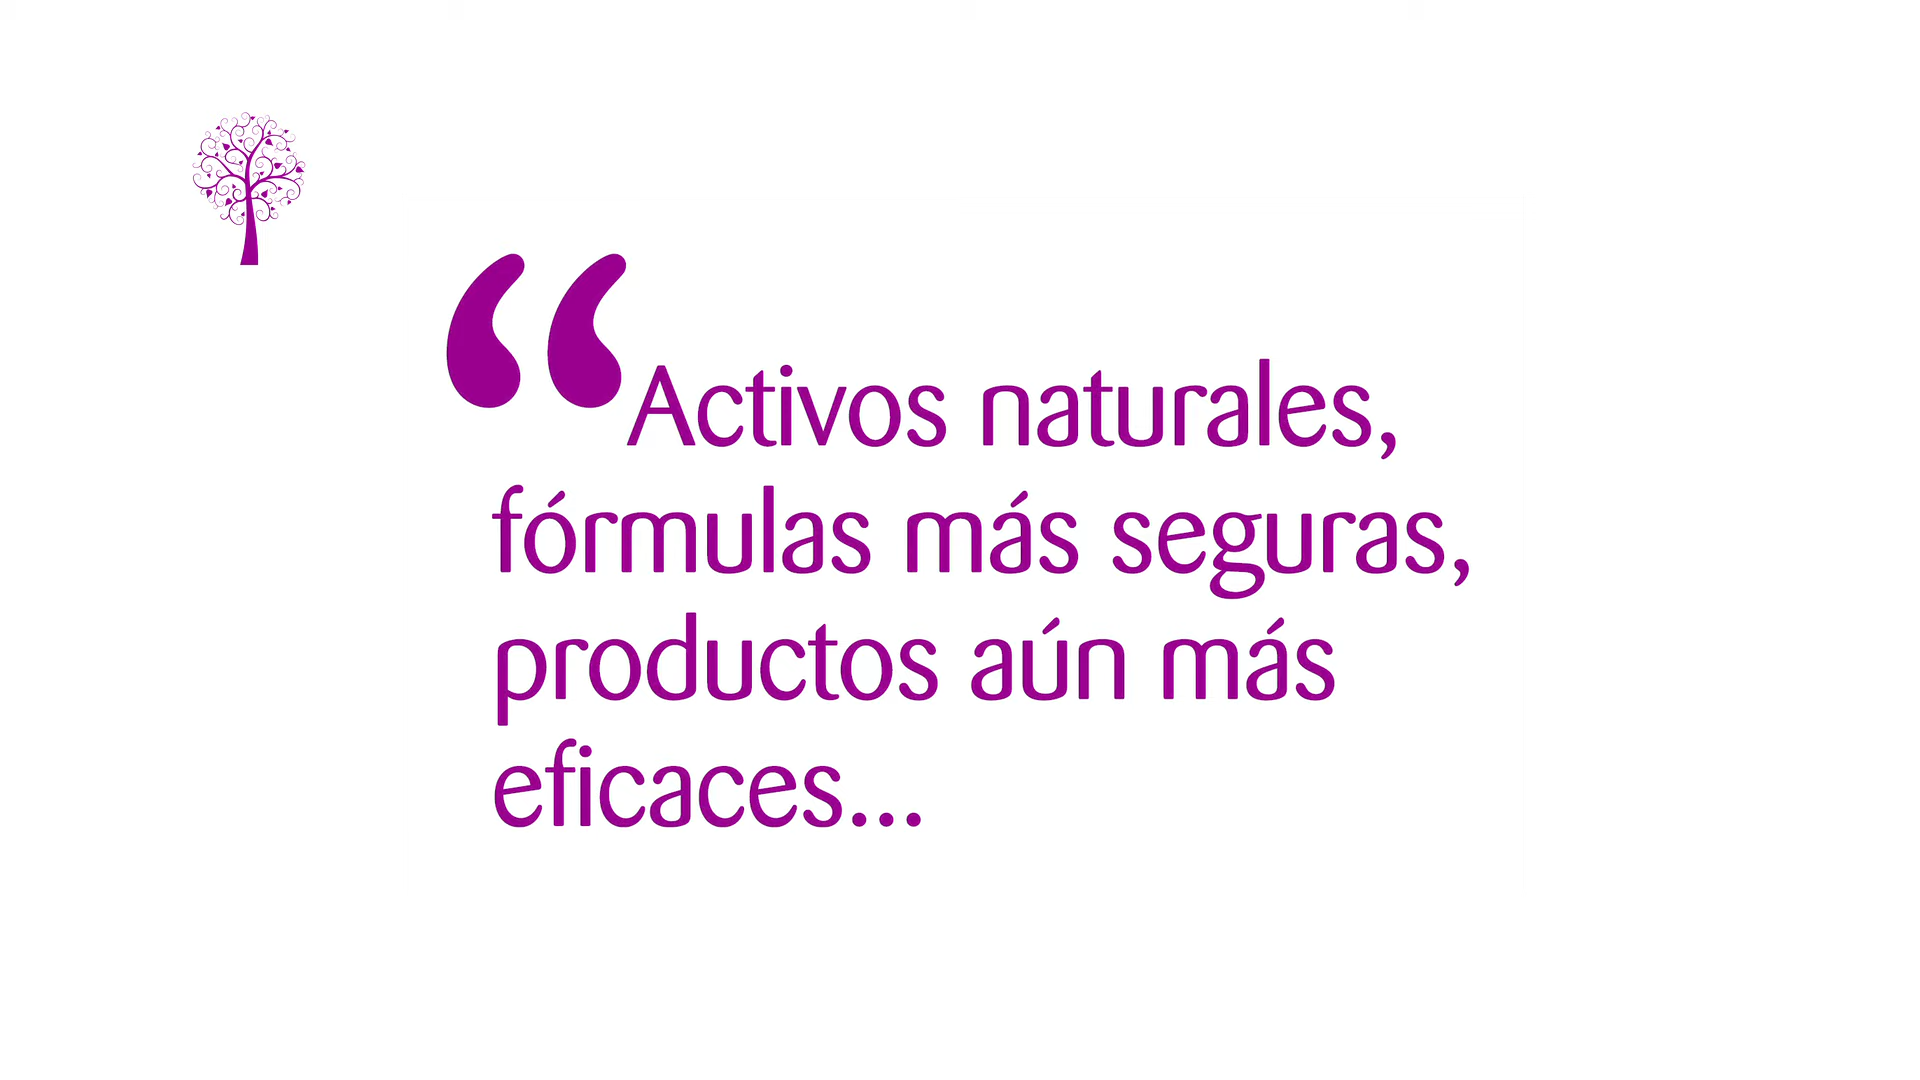 “Activos naturales,
fórmulas más seguras,
productos aún más
eficaces...